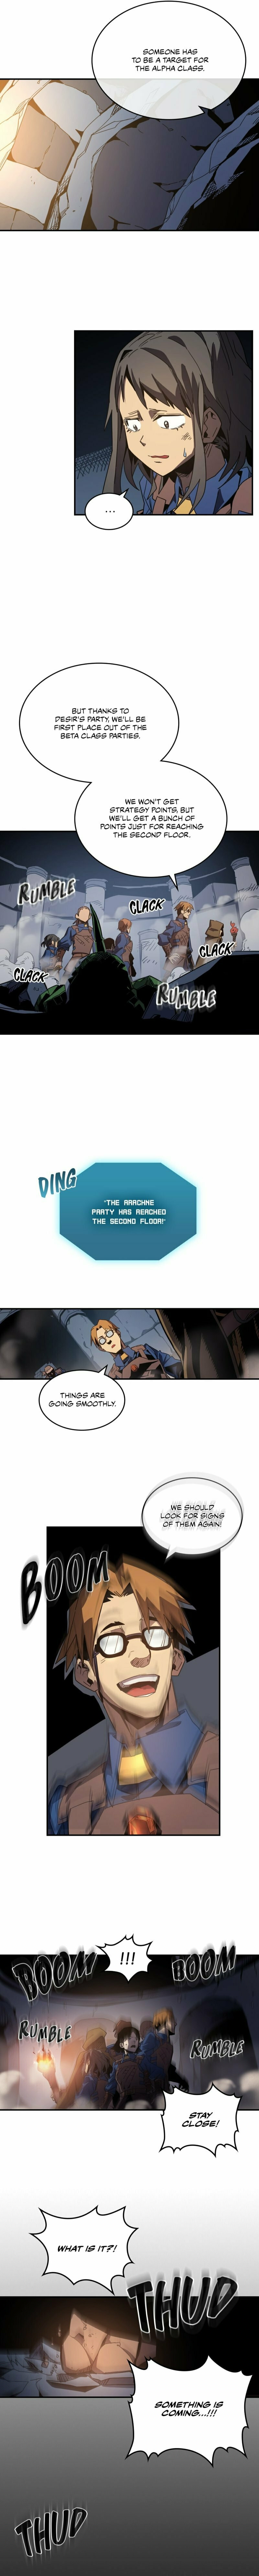 SOMEONE HAS
TO BE A TARGET FOR
THE ALPHA CLASS.
...
BUT THANKS TO
DESIR'S PARTY, WE'LL BE
FIRST PLACE OUT OF THE
BETA CLASS PARTIES.
WE WON'T GET
STRATEGY POINTS, BUT
WE'LL GET A BUNCH OF
POINTS JUST FOR REACHING
THE SECOND FLOOR.
RUMBLE
CLACK
CLACK
CLACK
RUMBLE
DING
"THE ARACHNE
PARTY HAS REACHED
THE SECOND FLOOR!"
THINGS ARE
GOING SMOOTHLY.
WE SHOULD
LOOK FOR SIGNS
OF THEM AGAIN!
BOOM
!!!
BOOM
BOOM
RUMBLE
RUMBLE
STAY
CLOSE!
WHAT IS IT?!
THUD
SOMETHING IS
COMING...!!!
THUD